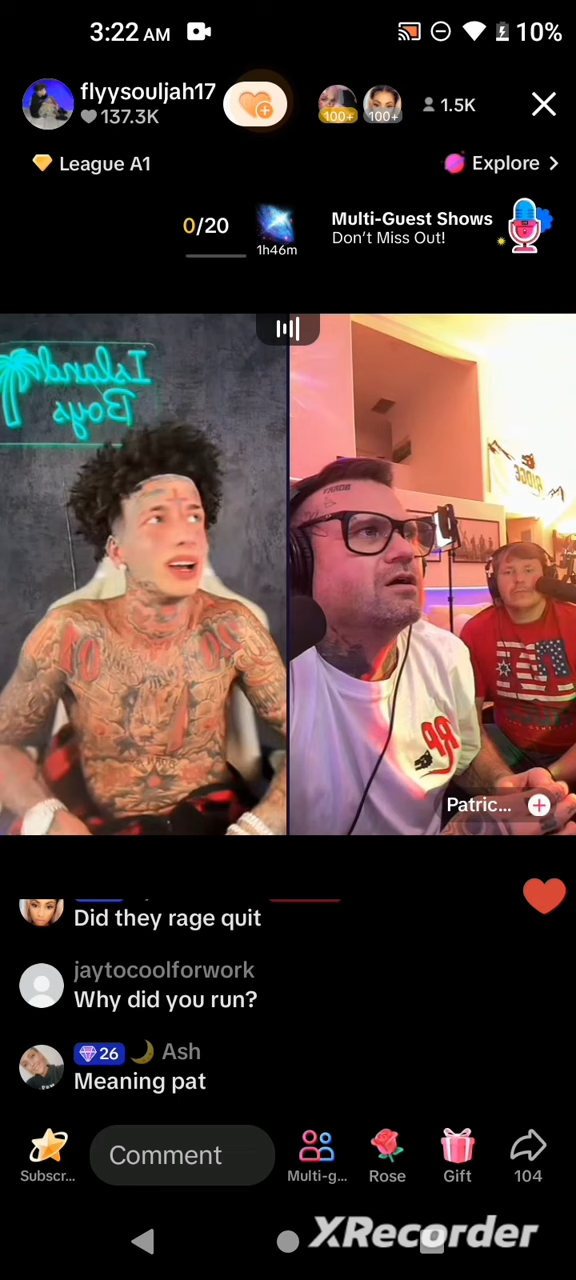 3:22 AM
10%
flyysouljah17
137.3K
100+
100+
1.5K
League A1
Explore >
0/20
1h46m
Multi-Guest Shows
Don't Miss Out!
Island
Boys
RIDGE
RP
Patric...
Did they rage quit
jaytocoolforwork
Why did you run?
26
Ash
Meaning pat
Subscr...
Comment
Multi-g...
Rose
Gift
104
XRecorder